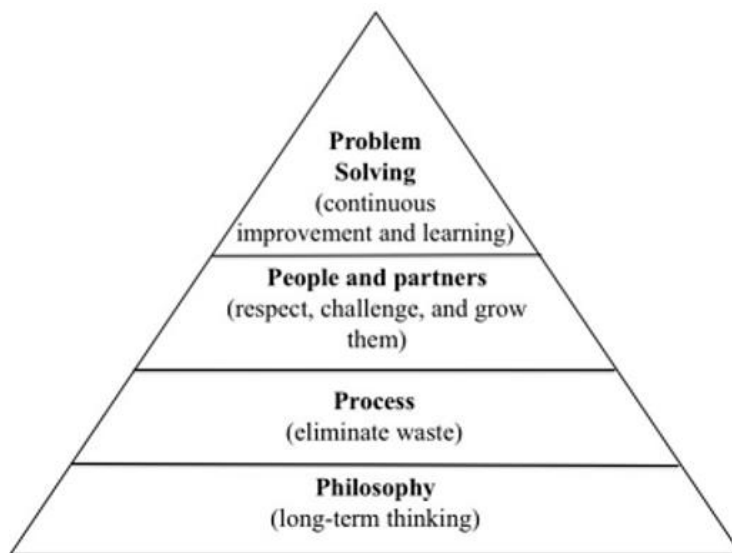 Problem
Solving
(continuous
improvement and learning)
People and partners
(respect, challenge, and grow
them)
Process
(eliminate waste)
Philosophy
(long-term thinking)